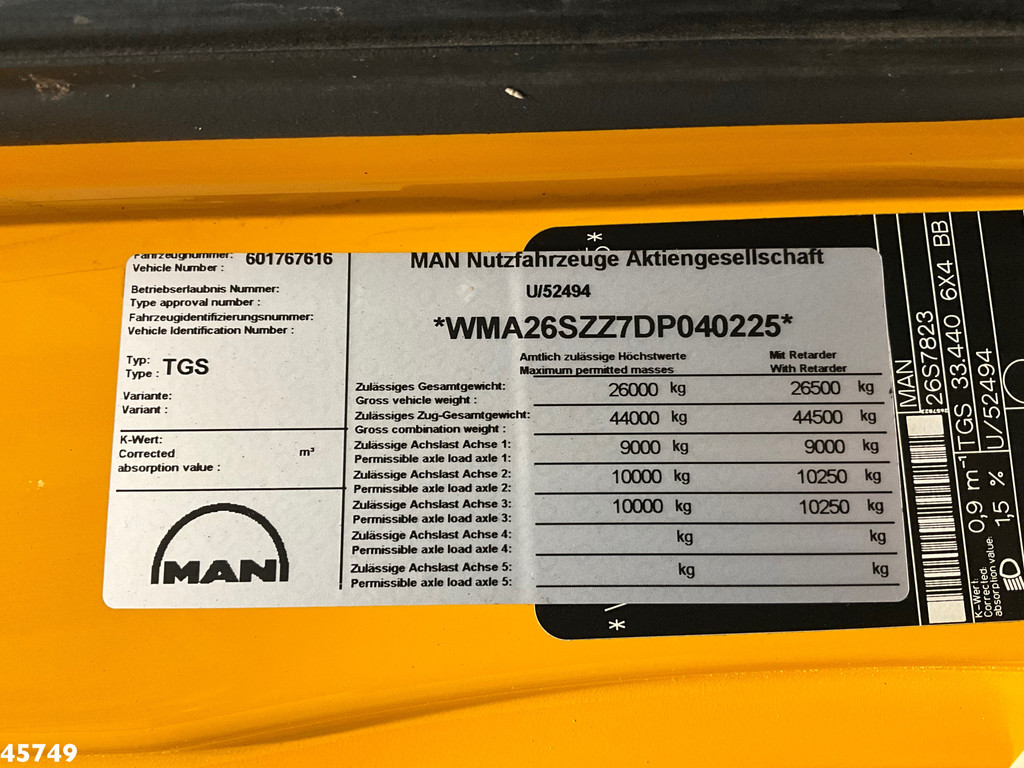 Fahrzeugnummer: 601767616
Vehicle Number :
Betriebserlaubnis Nummer:
Type approval number :
Fahrzeugidentifizierungsnummer:
Vehicle Identification Number :
Typ:
Type : TGS
Variante:
Variant :
K-Wert:
Corrected m³
absorption value :
MAN
MAN Nutzfahrzeuge Aktiengesellschaft
U/52494
*WMA26SZZ7DP040225*
Amtlich zulässige Höchstwerte Mit Retarder
Maximum permitted masses With Retarder
Zulässiges Gesamtgewicht: 26000 kg 26500 kg
Gross vehicle weight :
Zulässiges Zug-Gesamtgewicht: 44000 kg 44500 kg
Gross combination weight :
Zulässige Achslast Achse 1: 9000 kg 9000 kg
Permissible axle load axle 1:
Zulässige Achslast Achse 2: 10000 kg 10250 kg
Permissible axle load axle 2:
Zulässige Achslast Achse 3: 10000 kg 10250 kg
Permissible axle load axle 3:
Zulässige Achslast Achse 4: kg kg
Permissible axle load axle 4:
Zulässige Achslast Achse 5: kg kg
Permissible axle load axle 5:
MAN
26S7823
TGS 33.440 6X4 BB
U/52494
K-Wert:
Corrected
absorption value: 0,9 m⁻¹
1,5 %
45749